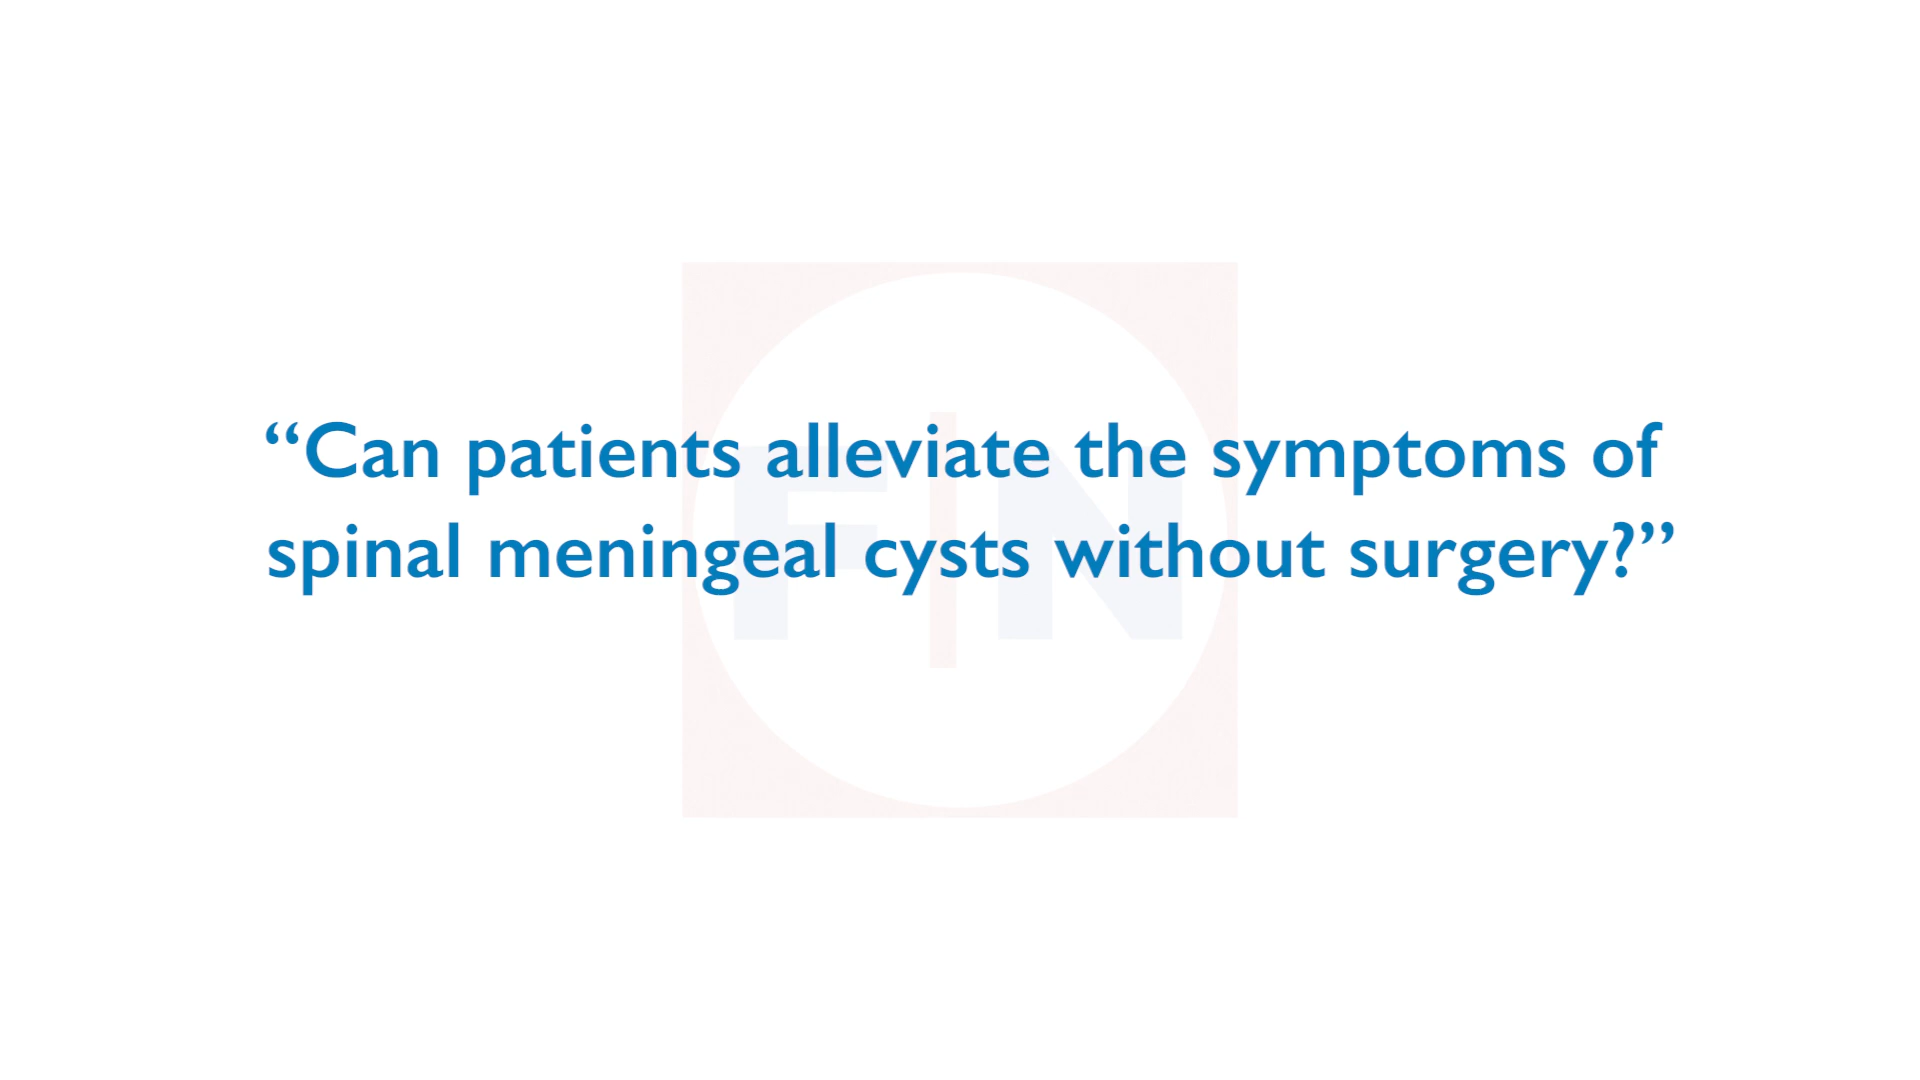 “Can patients alleviate the symptoms of
spinal meningeal cysts without surgery?”
F|N